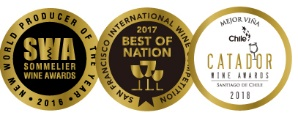 NEW WORLD PRODUCER OF THE YEAR
SWA
SOMMELIER
WINE AWARDS
· 2018 ·
SAN FRANCISCO INTERNATIONAL WINE COMPETITION
2017
BEST OF
NATION
MEJOR VIÑA
Chile
CATADOR
WINE AWARDS
SANTIAGO DE CHILE
2018